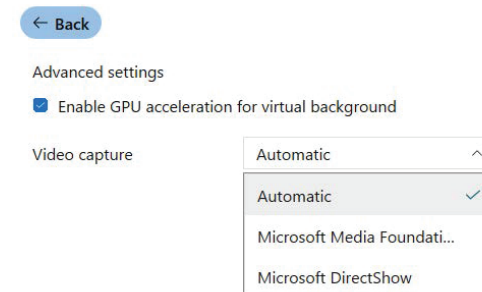 ← Back
Advanced settings
Enable GPU acceleration for virtual background
Video capture Automatic
Automatic
Microsoft Media Foundati...
Microsoft DirectShow